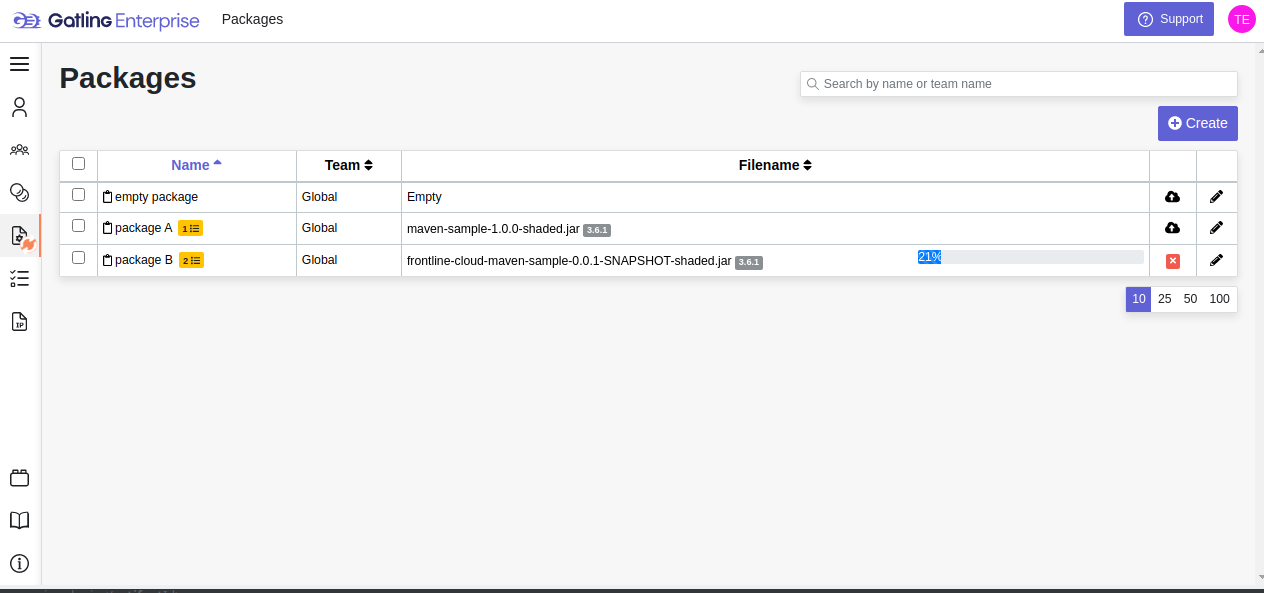 Gatling Enterprise Packages Support TE
Packages
Search by name or team name
Create
Name Team Filename
empty package Global Empty
package A 1 Global maven-sample-1.0.0-shaded.jar 3.6.1
package B 2 Global frontline-cloud-maven-sample-0.0.1-SNAPSHOT-shaded.jar 3.6.1 21%
10 25 50 100
IP